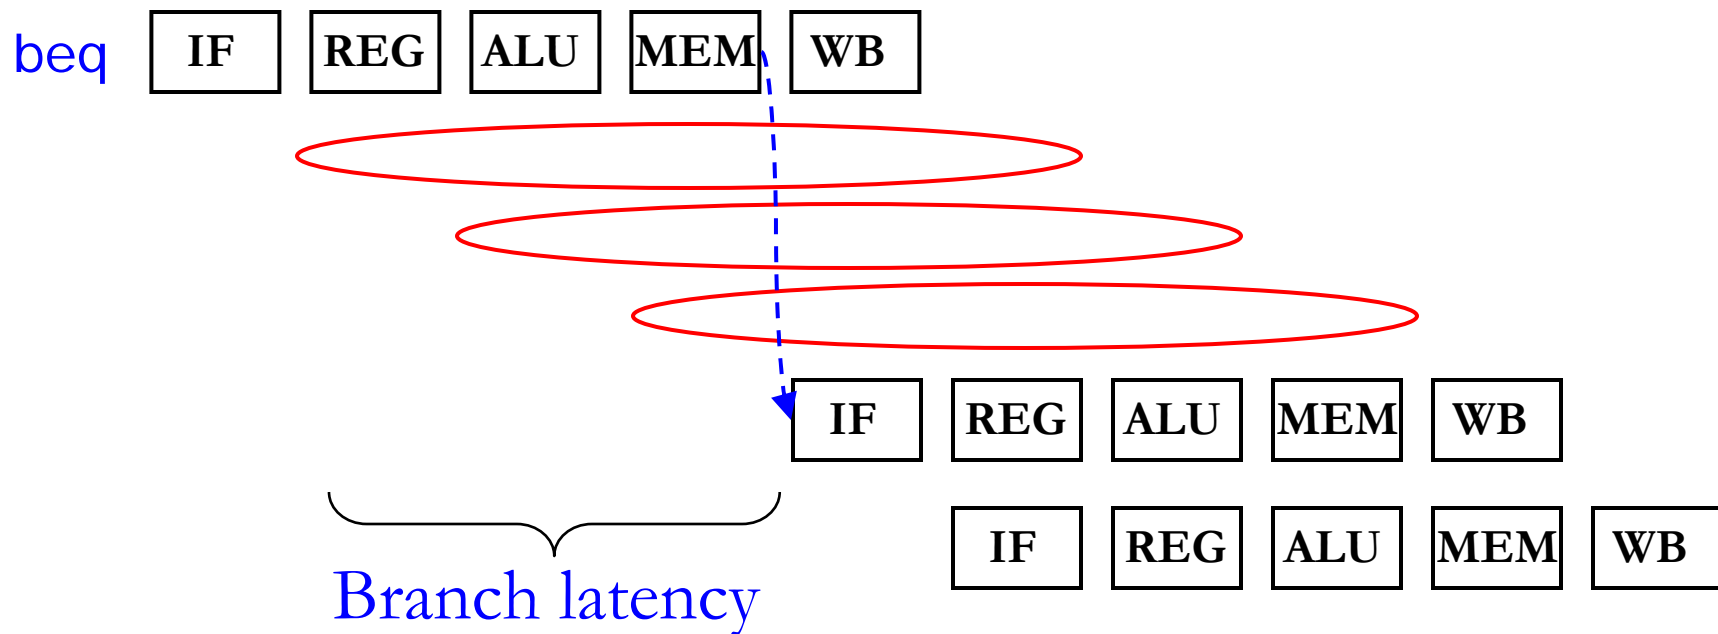 beq IF REG ALU MEM WB
IF REG ALU MEM WB
IF REG ALU MEM WB
Branch latency